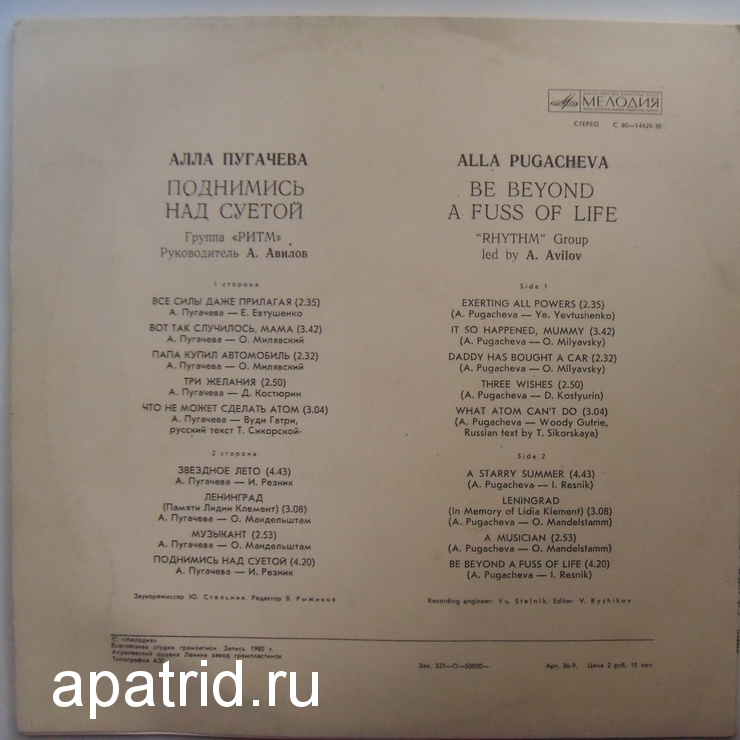 МЕЛОДИЯ
СТЕРЕО С 60—14429-30
АЛЛА ПУГАЧЕВА
ПОДНИМИСЬ
НАД СУЕТОЙ
Группа «РИТМ»
Руководитель А. Авилов
1 сторона
ВСЕ СИЛЫ ДАЖЕ ПРИЛАГАЯ (2.35)
А. Пугачева — Е. Евтушенко
ВОТ ТАК СЛУЧИЛОСЬ, МАМА (3.42)
А. Пугачева — О. Милявский
ПАПА КУПИЛ АВТОМОБИЛЬ (2.32)
А. Пугачева — О. Милявский
ТРИ ЖЕЛАНИЯ (2.50)
А. Пугачева — Д. Костюрин
ЧТО НЕ МОЖЕТ СДЕЛАТЬ АТОМ (3.04)
А. Пугачева — Вуди Гатри,
русский текст Т. Сикорской
2 сторона
ЗВЕЗДНОЕ ЛЕТО (4.43)
А. Пугачева — И. Резник
ЛЕНИНГРАД
(Памяти Лидии Клемент) (3.08)
А. Пугачева — О. Мандельштам
МУЗЫКАНТ (2.53)
А. Пугачева — О. Мандельштам
ПОДНИМИСЬ НАД СУЕТОЙ (4.20)
А. Пугачева — И. Резник
Звукорежиссер Ю. Стельник. Редактор В. Рыжиков
ALLA PUGACHEVA
BE BEYOND
A FUSS OF LIFE
"RHYTHM" Group
led by A. Avilov
Side 1
EXERTING ALL POWERS (2.35)
(A. Pugacheva — Ye. Yevtushenko)
IT SO HAPPENED, MUMMY (3.42)
A. Pugacheva — O. Milyavsky)
DADDY HAS BOUGHT A CAR (2.32)
(A. Pugacheva — O. Milyavsky)
THREE WISHES (2.50)
(A. Pugacheva — D. Kostyurin)
WHAT ATOM CAN'T DO (3.04)
(A. Pugacheva — Woody Gutrie,
Russian text by T. Sikorskaya)
Side 2
A STARRY SUMMER (4.43)
(A. Pugacheva — I. Resnik)
LENINGRAD
(In Memory of Lidia Klement) (3.08)
(A. Pugacheva — O. Mandelstamm)
A MUSICIAN (2.53)
(A. Pugacheva — O. Mandelstamm)
BE BEYOND A FUSS OF LIFE (4.20)
(A. Pugacheva — I. Resnik)
Recording engineer: Yu. Stelnik. Editor: V. Ryzhikov
© «Мелодия»
Всесоюзная студия грамзаписи. Запись 1980 г.
Апрелевский ордена Ленина завод грампластинок
Типография
Зак. 327—О—50000— Арт. 36-9. Цена 2 руб. 15 коп.
apatrid.ru